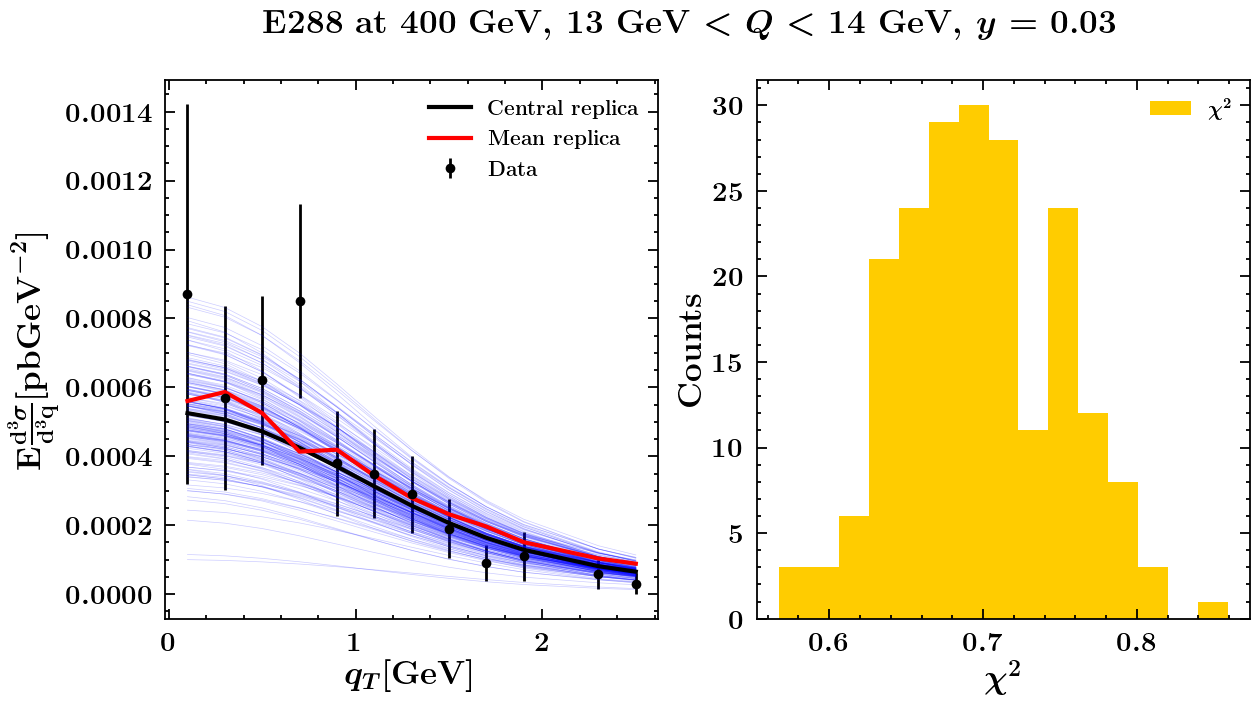 E288 at 400 GeV, 13 GeV < Q < 14 GeV, y = 0.03
E d³σ/d³q [pbGeV⁻²]
0.0014
0.0012
0.0010
0.0008
0.0006
0.0004
0.0002
0.0000
Central replica
Mean replica
Data
0 1 2
q_T[GeV]
Counts
30
25
20
15
10
5
0
χ²
0.6 0.7 0.8
χ²